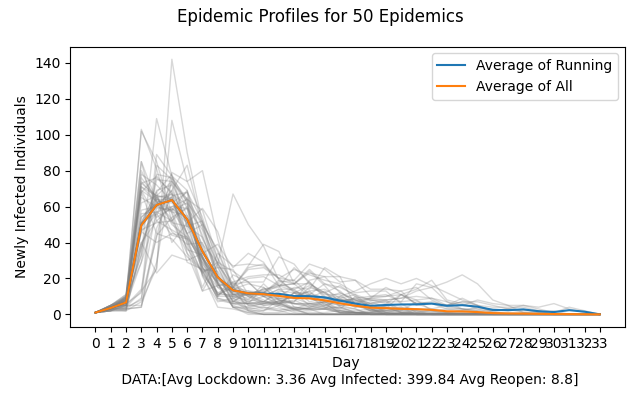 Epidemic Profiles for 50 Epidemics
Average of Running
Average of All
Newly Infected Individuals
140
120
100
80
60
40
20
0
0 1 2 3 4 5 6 7 8 9 10 11 12 13 14 15 16 17 18 19 20 21 22 23 24 25 26 27 28 29 30 31 32 33
Day
DATA:[Avg Lockdown: 3.36 Avg Infected: 399.84 Avg Reopen: 8.8]